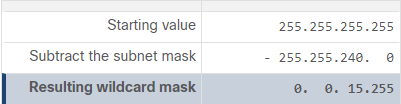 Starting value 255.255.255.255
Subtract the subnet mask - 255.255.240. 0
Resulting wildcard mask 0. 0. 15.255